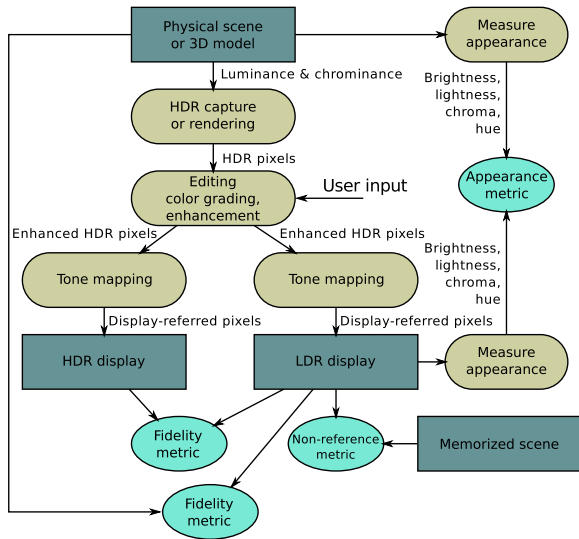 Physical scene
or 3D model
Measure
appearance
Luminance & chrominance
Brightness,
lightness,
chroma,
hue
HDR capture
or rendering
HDR pixels
Editing
color grading,
enhancement
User input
Appearance
metric
Enhanced HDR pixels
Enhanced HDR pixels
Brightness,
lightness,
chroma,
hue
Tone mapping
Tone mapping
Display-referred pixels
Display-referred pixels
HDR display
LDR display
Measure
appearance
Fidelity
metric
Non-reference
metric
Memorized scene
Fidelity
metric